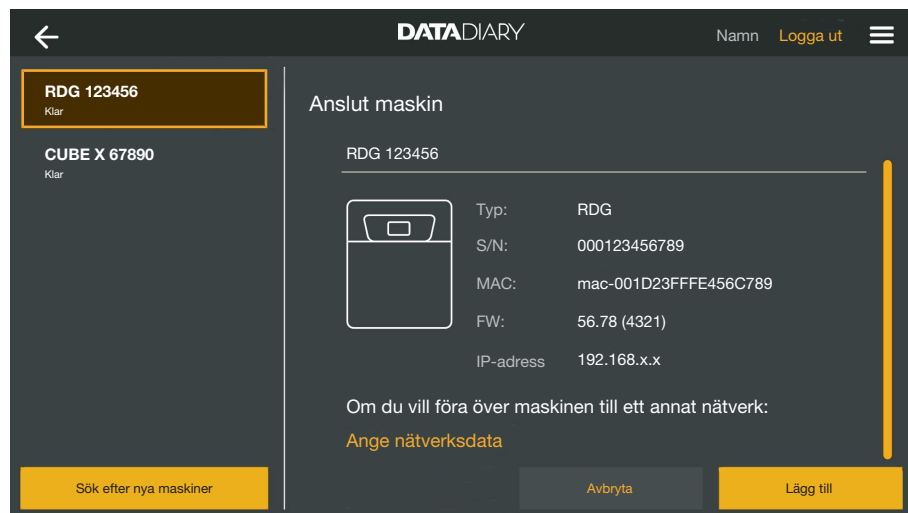 DATADIARY
Namn Logga ut
RDG 123456
Klar
CUBE X 67890
Klar
Sök efter nya maskiner
Anslut maskin
RDG 123456
Typ: RDG
S/N: 000123456789
MAC: mac-001D23FFFE456C789
FW: 56.78 (4321)
IP-adress 192.168.x.x
Om du vill föra över maskinen till ett annat nätverk:
Ange nätverksdata
Avbryta
Lägg till